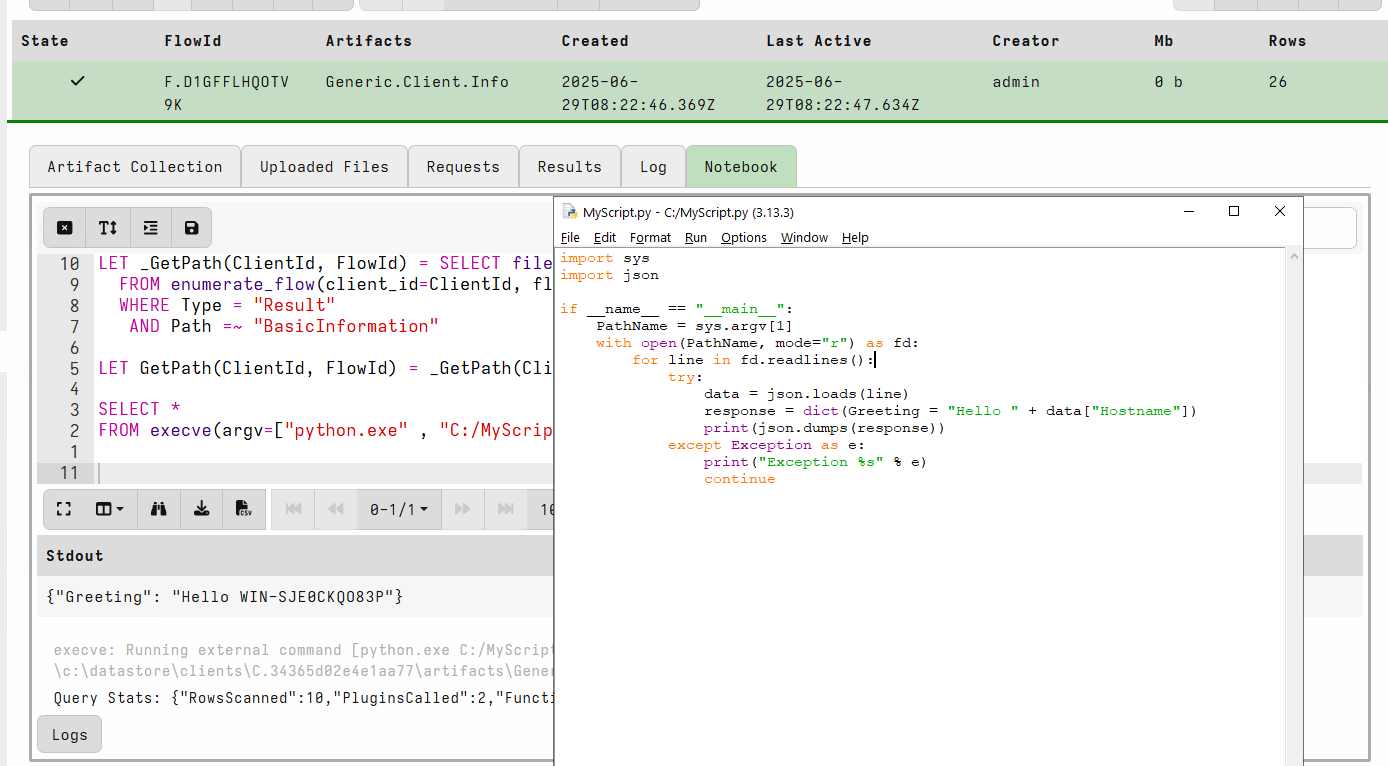 State FlowId Artifacts Created Last Active Creator Mb Rows
F.D1GFFLHQOTV Generic.Client.Info 2025-06- 2025-06- admin 0 b 26
9K 29T08:22:46.369Z 29T08:22:47.634Z
Artifact Collection Uploaded Files Requests Results Log Notebook
10 LET _GetPath(ClientId, FlowId) = SELECT file
9 FROM enumerate_flow(client_id=ClientId, fl
8 WHERE Type = "Result"
7 AND Path =~ "BasicInformation"
6
5 LET GetPath(ClientId, FlowId) = _GetPath(Cli
4
3 SELECT *
2 FROM execve(argv=["python.exe" , "C:/MyScrip
1
11
0-1/1
10
Stdout
{"Greeting": "Hello WIN-SJE0CKQO83P"}
execve: Running external command [python.exe C:/MyScript
\c:\datastore\clients\C.34365d02e4e1aa77\artifacts\Gener
Query Stats: {"RowsScanned":10,"PluginsCalled":2,"Functi
Logs
MyScript.py - C:/MyScript.py (3.13.3)
File Edit Format Run Options Window Help
import sys
import json
if __name__ == "__main__":
PathName = sys.argv[1]
with open(PathName, mode="r") as fd:
for line in fd.readlines():
try:
data = json.loads(line)
response = dict(Greeting = "Hello " + data["Hostname"])
print(json.dumps(response))
except Exception as e:
print("Exception %s" % e)
continue